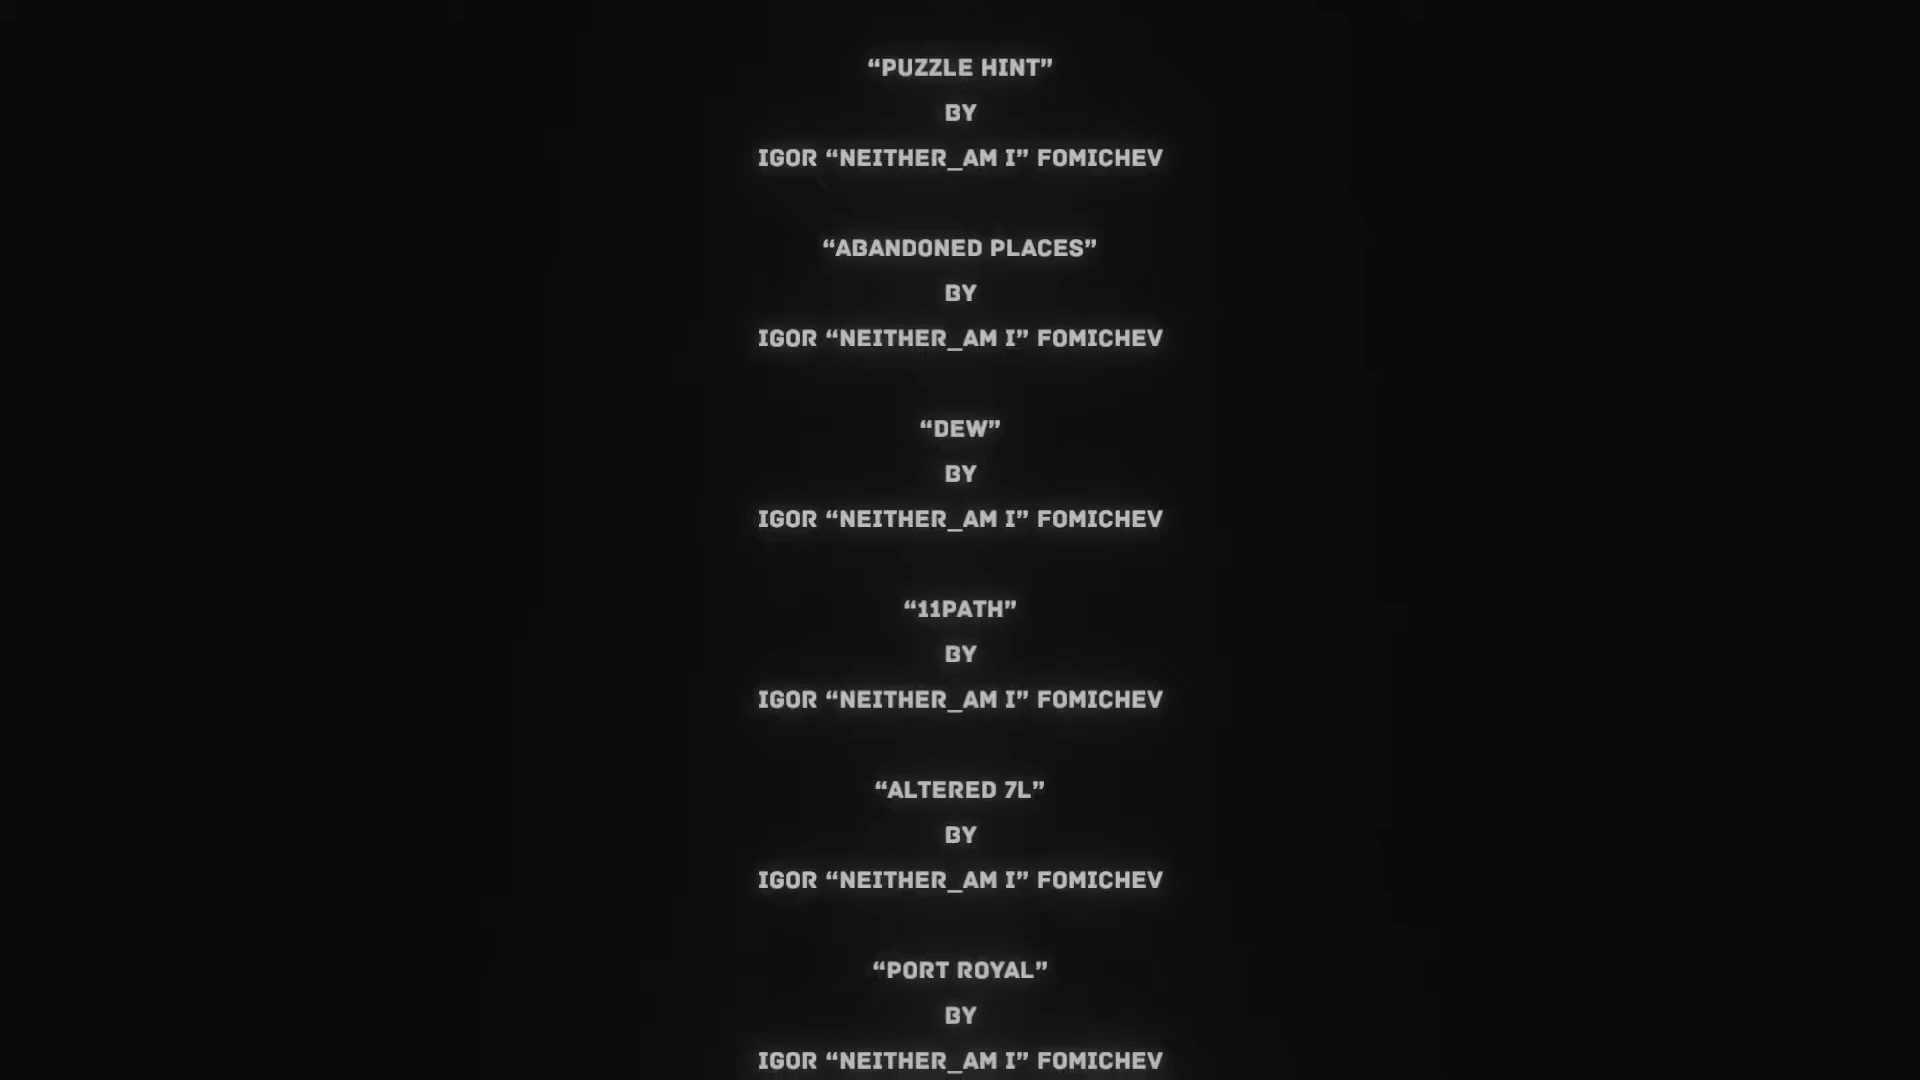 “PUZZLE HINT”
BY
IGOR “NEITHER_AM I” FOMICHEV
“ABANDONED PLACES”
BY
IGOR “NEITHER_AM I” FOMICHEV
“DEW”
BY
IGOR “NEITHER_AM I” FOMICHEV
“11PATH”
BY
IGOR “NEITHER_AM I” FOMICHEV
“ALTERED 7L”
BY
IGOR “NEITHER_AM I” FOMICHEV
“PORT ROYAL”
BY
IGOR “NEITHER_AM I” FOMICHEV